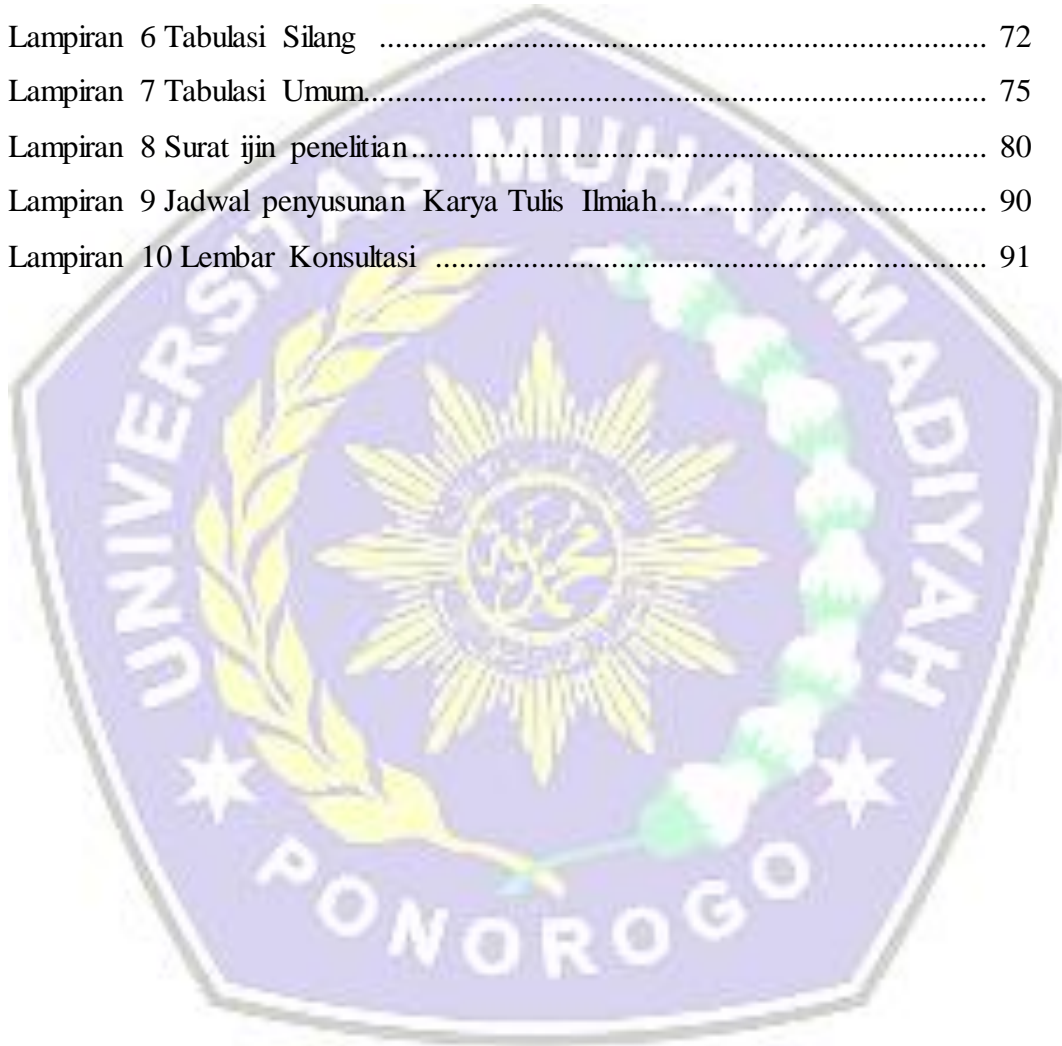 Lampiran 6 Tabulasi Silang ................................................................................................ 72
Lampiran 7 Tabulasi Umum................................................................................................ 75
Lampiran 8 Surat ijin penelitian................................................................................................ 80
Lampiran 9 Jadwal penyusunan Karya Tulis Ilmiah.................................................... 90
Lampiran 10 Lembar Konsultasi ........................................................................................ 91
UNIVERSITAS MUHAMMADIYAH
PONOROGO